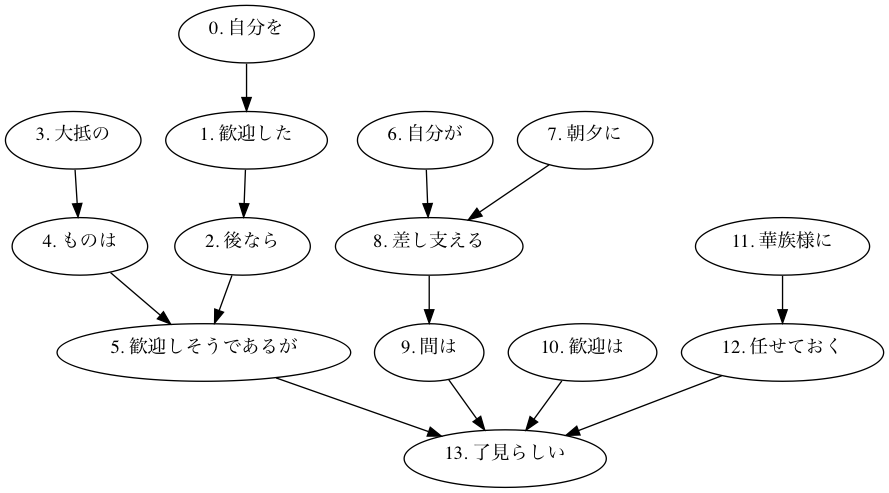 0. 自分を
3. 大抵の
1. 歓迎した
6. 自分が
7. 朝夕に
4. ものは
2. 後なら
8. 差し支える
11. 華族様に
5. 歓迎しそうであるが
9. 間は
10. 歓迎は
12. 任せておく
13. 了見らしい